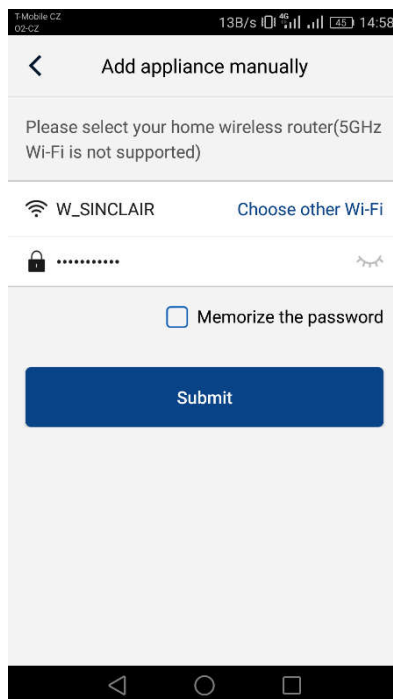 T-Mobile CZ
O2-CZ
13B/s 4G 45 14:58
Add appliance manually
Please select your home wireless router(5GHz
Wi-Fi is not supported)
W_SINCLAIR Choose other Wi-Fi
•••••••••••
Memorize the password
Submit